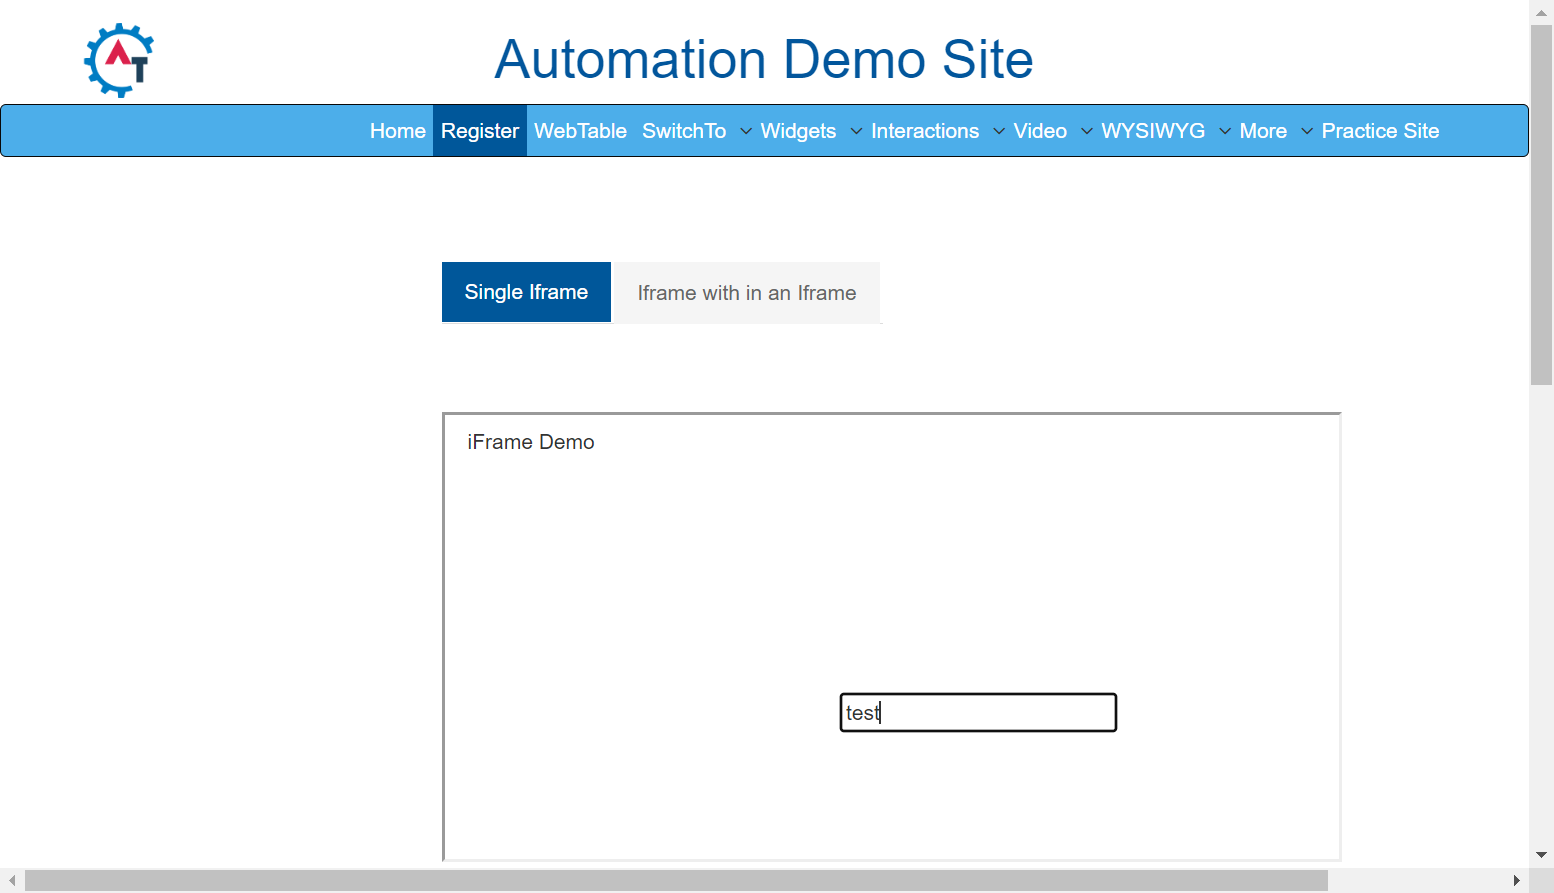 AT
Automation Demo Site
Home Register WebTable SwitchTo Widgets Interactions Video WYSIWYG More Practice Site
Single Iframe Iframe with in an Iframe
iFrame Demo
test